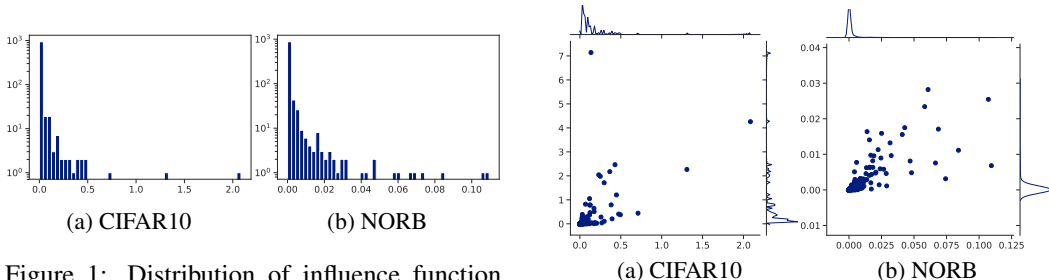 10³
10²
10¹
10⁰
0.0 0.5 1.0 1.5 2.0
(a) CIFAR10
10³
10²
10¹
10⁰
0.00 0.02 0.04 0.06 0.08 0.10
(b) NORB
Figure 1: Distribution of influence function
7
6
5
4
3
2
1
0
0.0 0.5 1.0 1.5 2.0
(a) CIFAR10
0.04
0.03
0.02
0.01
0.00
0.01
0.000 0.025 0.050 0.075 0.100 0.125
(b) NORB